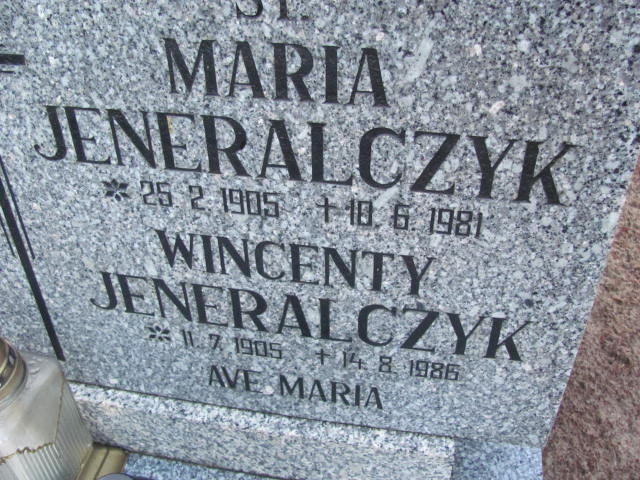 MARIA
JENERALCZYK
* 25 2 1905 +10. 6. 1981
WINCENTY
JENERALCZYK
* 11. 7 1905 +14 8. 1986
AVE MARIA